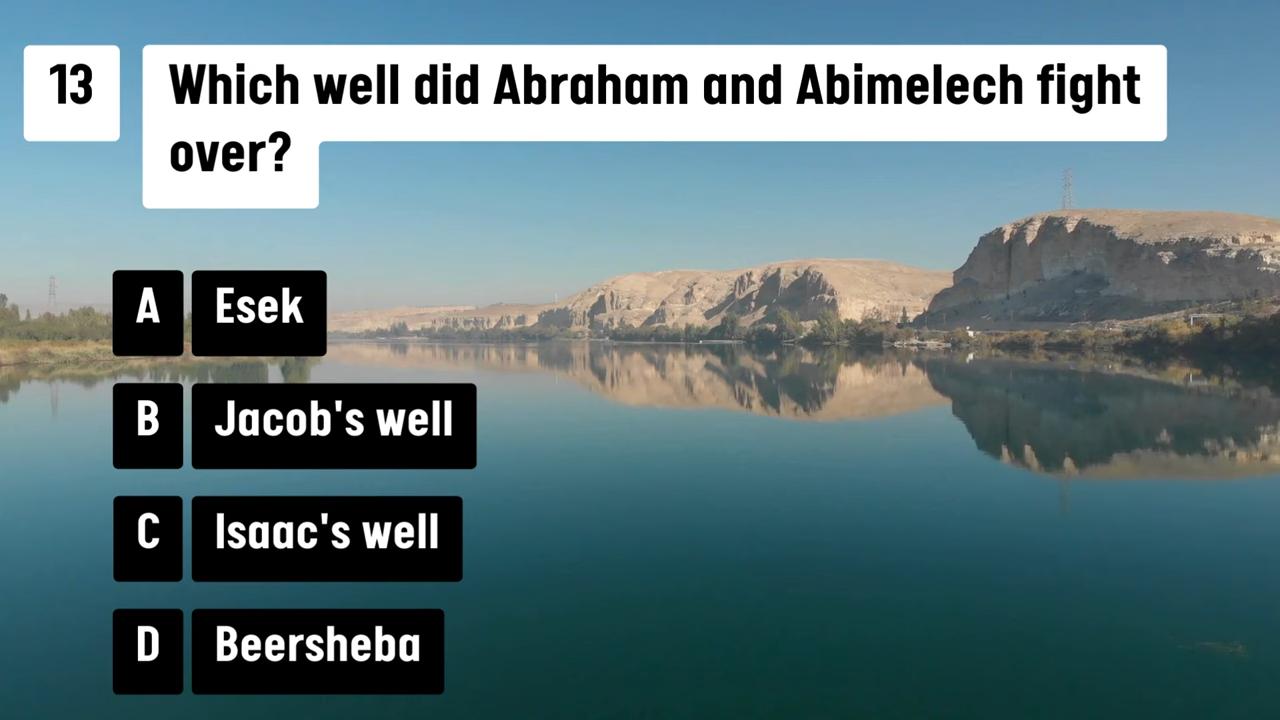 13
Which well did Abraham and Abimelech fight
over?
A Esek
B Jacob's well
C Isaac's well
D Beersheba